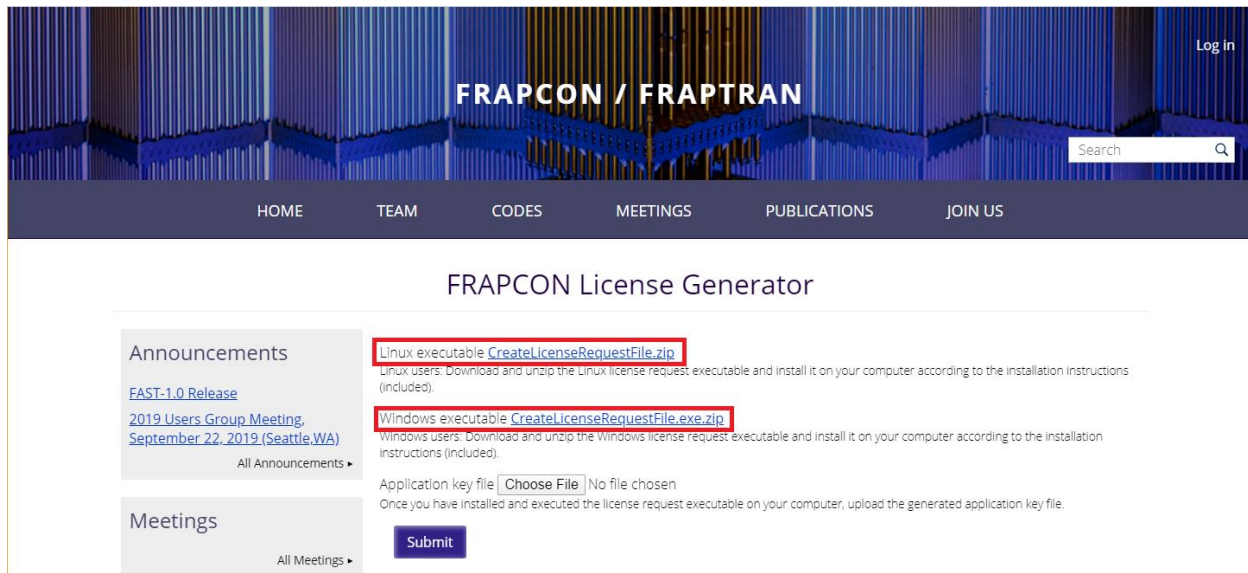 Log in
FRAPCON / FRAPTRAN
Search
HOME TEAM CODES MEETINGS PUBLICATIONS JOIN US
FRAPCON License Generator
Announcements
FAST-1.0 Release
2019 Users Group Meeting,
September 22, 2019 (Seattle,WA)
All Announcements ▸
Meetings
All Meetings ▸
Linux executable CreateLicenseRequestFile.zip
Linux users: Download and unzip the Linux license request executable and install it on your computer according to the installation instructions
(included).
Windows executable CreateLicenseRequestFile.exe.zip
Windows users: Download and unzip the Windows license request executable and install it on your computer according to the installation
instructions (included).
Application key file Choose File No file chosen
Once you have installed and executed the license request executable on your computer, upload the generated application key file.
Submit